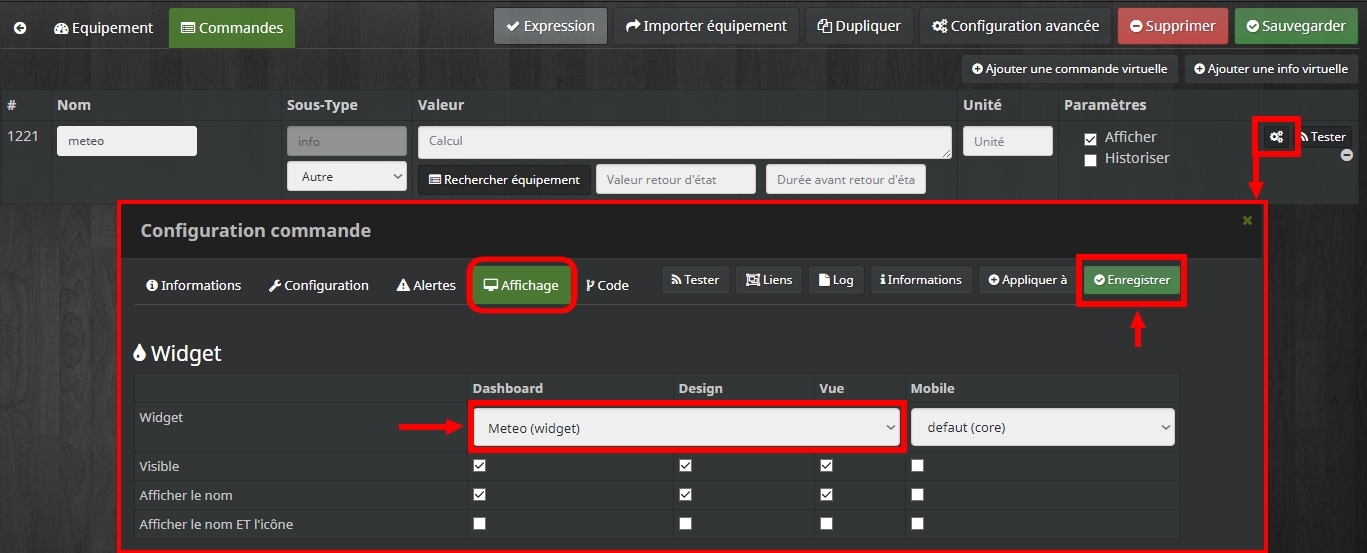 Equipement
Commandes
Expression
Importer équipement
Dupliquer
Configuration avancée
Supprimer
Sauvegarder
Ajouter une commande virtuelle
Ajouter une info virtuelle
# Nom Sous-Type Valeur Unité Paramètres
1221 meteo info Calcul Unité Afficher Tester
Historiser
Autre Rechercher équipement Valeur retour d'état Durée avant retour d'éta
Configuration commande
Informations
Configuration
Alertes
Affichage
Code
Tester
Liens
Log
Informations
Appliquer à
Enregistrer
Widget
Dashboard Design Vue Mobile
Widget Meteo (widget) defaut (core)
Visible
Afficher le nom
Afficher le nom ET l'icône